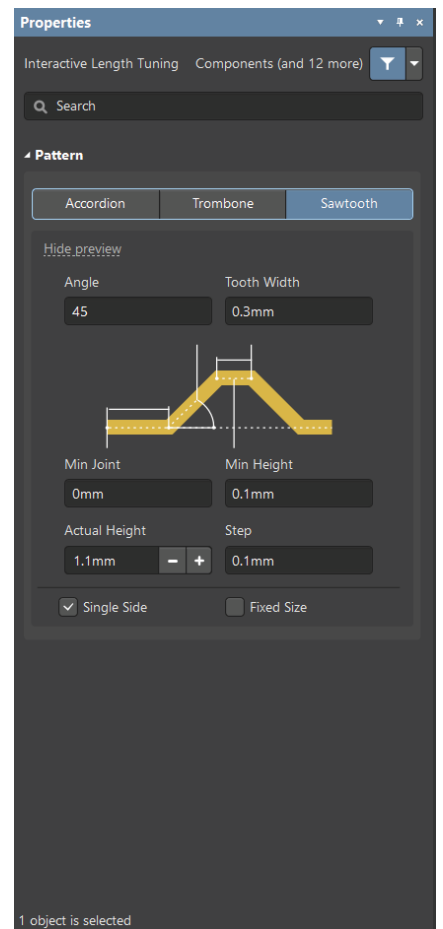 Properties
Interactive Length Tuning Components (and 12 more)
Search
Pattern
Accordion Trombone Sawtooth
Hide preview
Angle Tooth Width
45 0.3mm
Min Joint Min Height
0mm 0.1mm
Actual Height Step
1.1mm 0.1mm
Single Side Fixed Size
1 object is selected